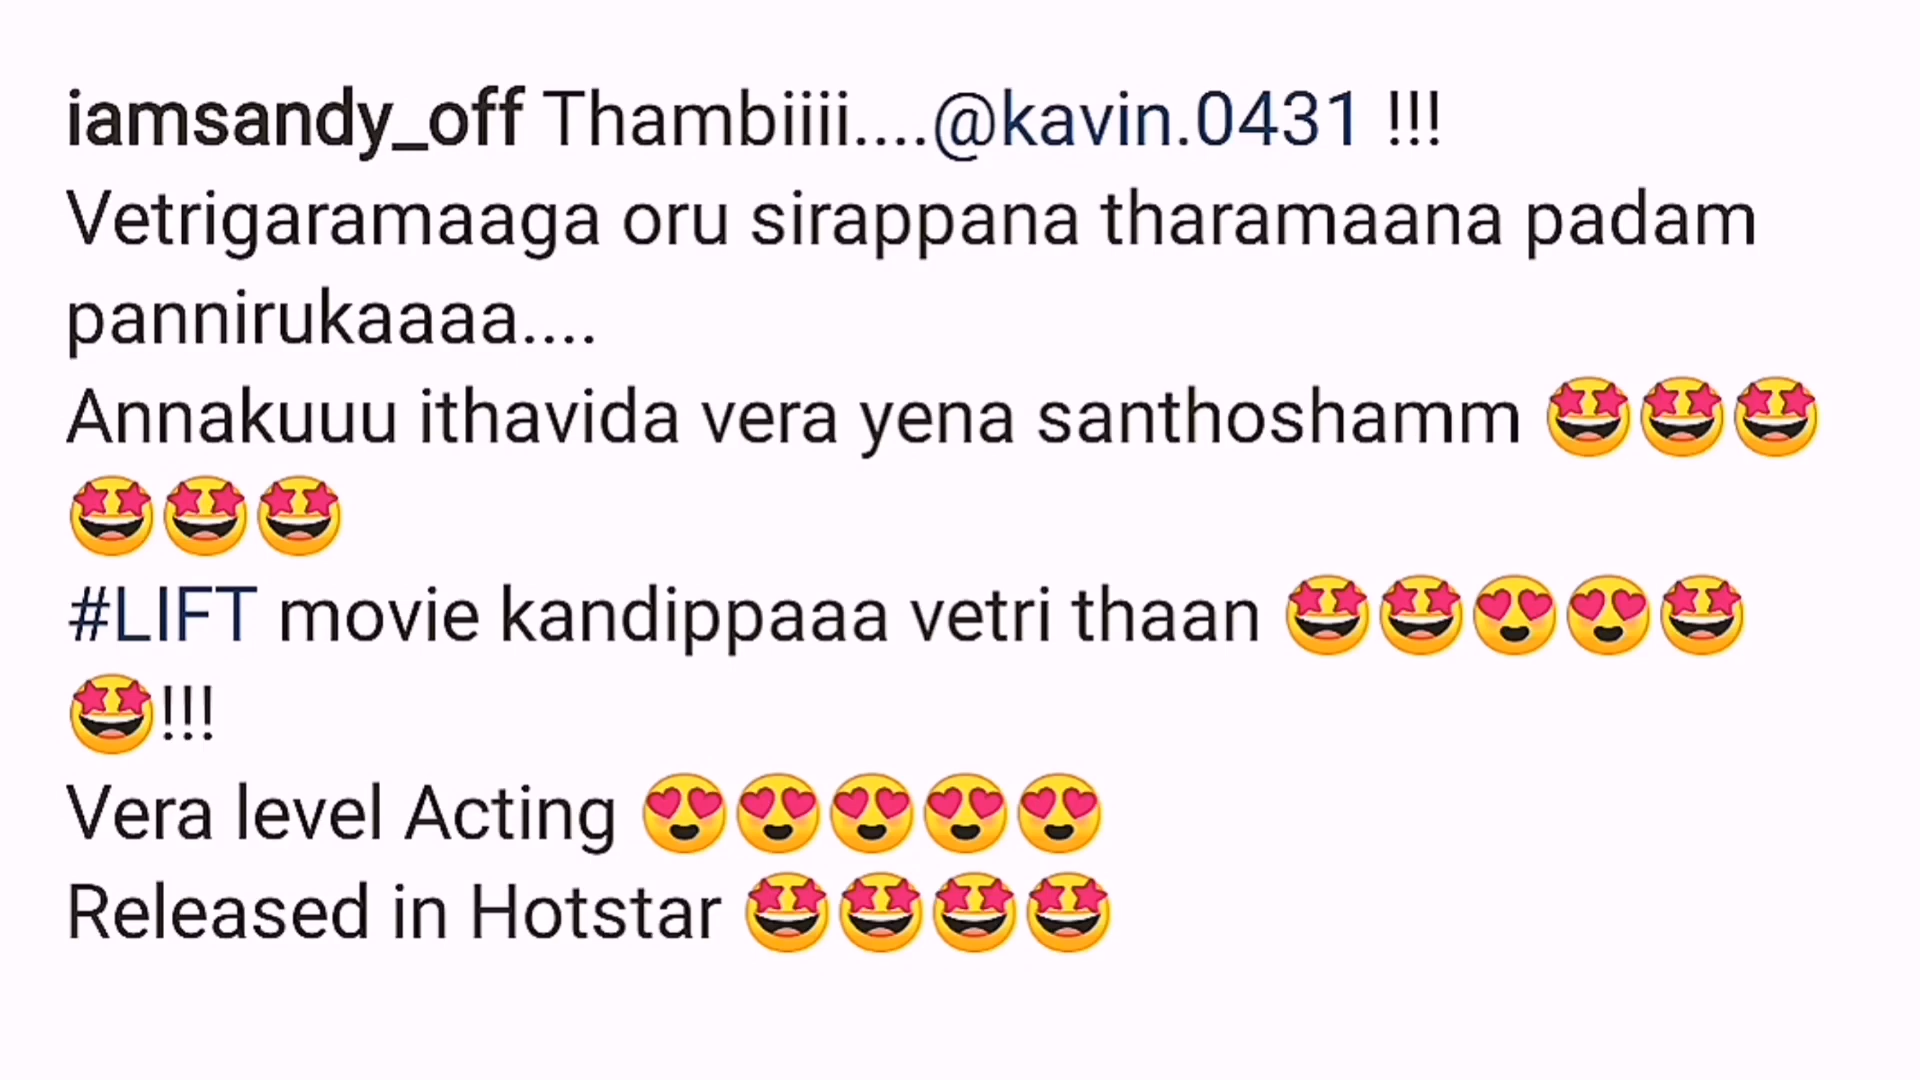 iamsandy_off Thambiiii....@kavin.0431 !!!
Vetrigaramaaga oru sirappana tharamaana padam
pannirukaaaa....
Annakuuu ithavida vera yena santhoshamm 🤩🤩🤩
🤩🤩🤩
#LIFT movie kandippaaa vetri thaan 🤩🤩😍😍🤩
🤩!!!
Vera level Acting 😍😍😍😍😍
Released in Hotstar 🤩🤩🤩🤩